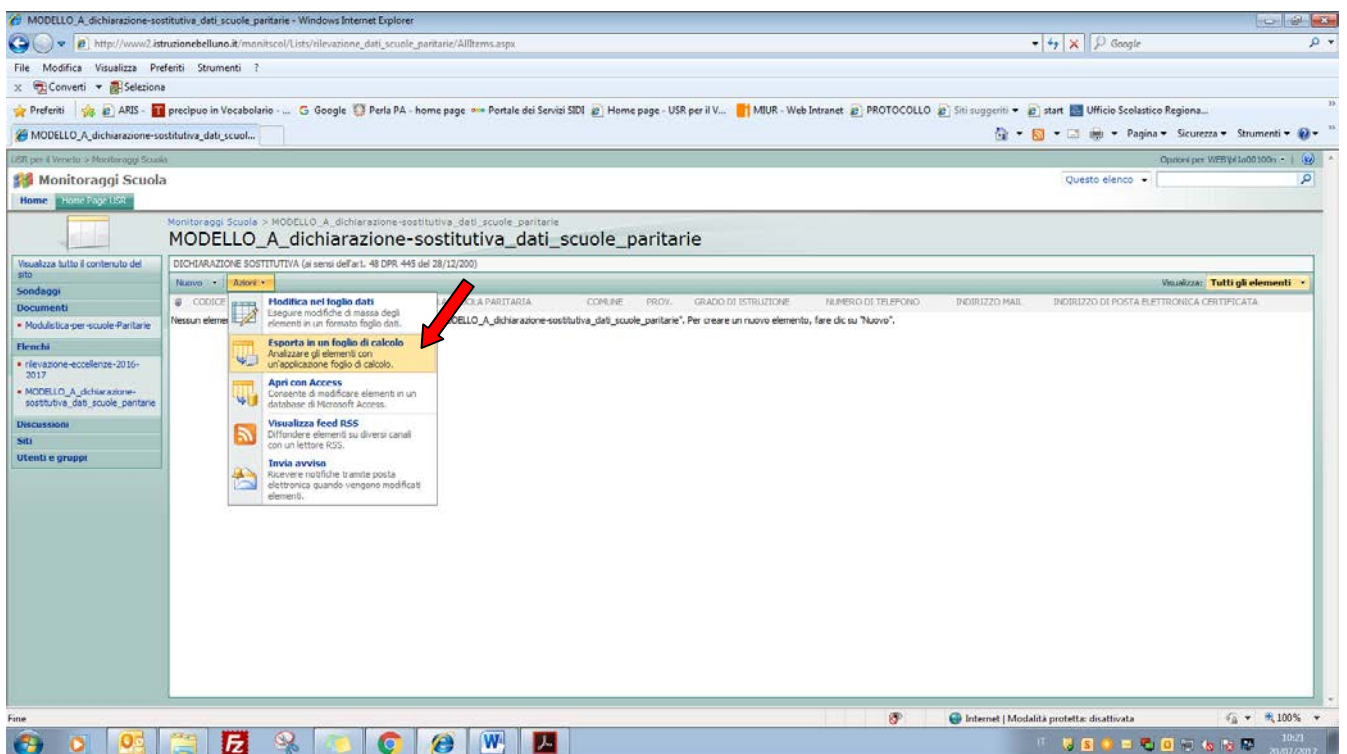 MODELLO_A_dichiarazione-sostitutiva_dati_scuole_paritarie - Windows Internet Explorer
http://www2.istruzionebelluno.it/monitscol/Lists/rilevazione_dati_scuole_paritarie/AllItems.aspx
Google
File Modifica Visualizza Preferiti Strumenti ?
x Converti Seleziona
Preferiti ARIS - precipuo in Vocabolario - ... Google Perla PA - home page Portale dei Servizi SIDI Home page - USR per il V... MIUR - Web Intranet PROTOCOLLO Siti suggeriti start Ufficio Scolastico Regiona...
MODELLO_A_dichiarazione-sostitutiva_dati_scuol...
Pagina Sicurezza Strumenti
USR per il Veneto > Monitoraggi Scuola
Opzioni per
Monitoraggi Scuola
Questo elenco
Home Home Page USR
Monitoraggi Scuola > MODELLO_A_dichiarazione-sostitutiva_dati_scuole_paritarie
MODELLO_A_dichiarazione-sostitutiva_dati_scuole_paritarie
Visualizza tutto il contenuto del sito
Sondaggi
Documenti
Modulistica-per-scuole-Paritarie
Elenchi
rilevazione-eccellenze-2016-
2017
MODELLO_A_dichiarazione-
sostitutiva_dati_scuole_paritarie
Discussioni
Siti
Utenti e gruppi
DICHIARAZIONE SOSTITUTIVA (ai sensi dell'art. 48 DPR 445 del 28/12/200)
Nuovo Azioni
Visualizza: Tutti gli elementi
CODICE PARITARIA COMUNE PROV. GRADO DI ISTRUZIONE NUMERO DI TELEFONO INDIRIZZO MAIL INDIRIZZO DI POSTA ELETTRONICA CERTIFICATA
Nessun eleme DELLO_A_dichiarazione-sostitutiva_dati_scuole_paritarie". Per creare un nuovo elemento, fare clic su "Nuovo".
Modifica nel foglio dati
Eseguire modifiche di massa degli
elementi in un formato foglio dati.
Esporta in un foglio di calcolo
Analizzare gli elementi con
un'applicazione foglio di calcolo.
Apri con Access
Consente di modificare elementi in un
database di Microsoft Access.
Visualizza feed RSS
Diffondere elementi su diversi canali
con un lettore RSS.
Invia avviso
Ricevere notifiche tramite posta
elettronica quando vengono modificati
elementi.
Fine
Internet | Modalità protetta: disattivata
100%
IT
10:21
20/07/2017